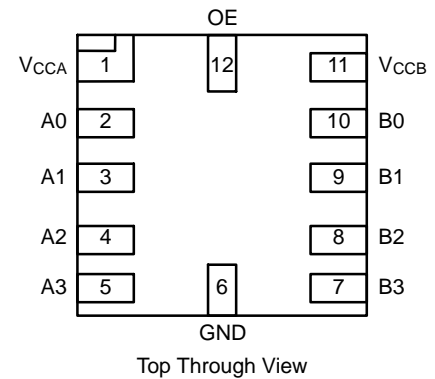 OE
VCCA 1 12 11 VCCB
A0 2 10 B0
A1 3 9 B1
A2 4 8 B2
A3 5 6 7 B3
GND
Top Through View